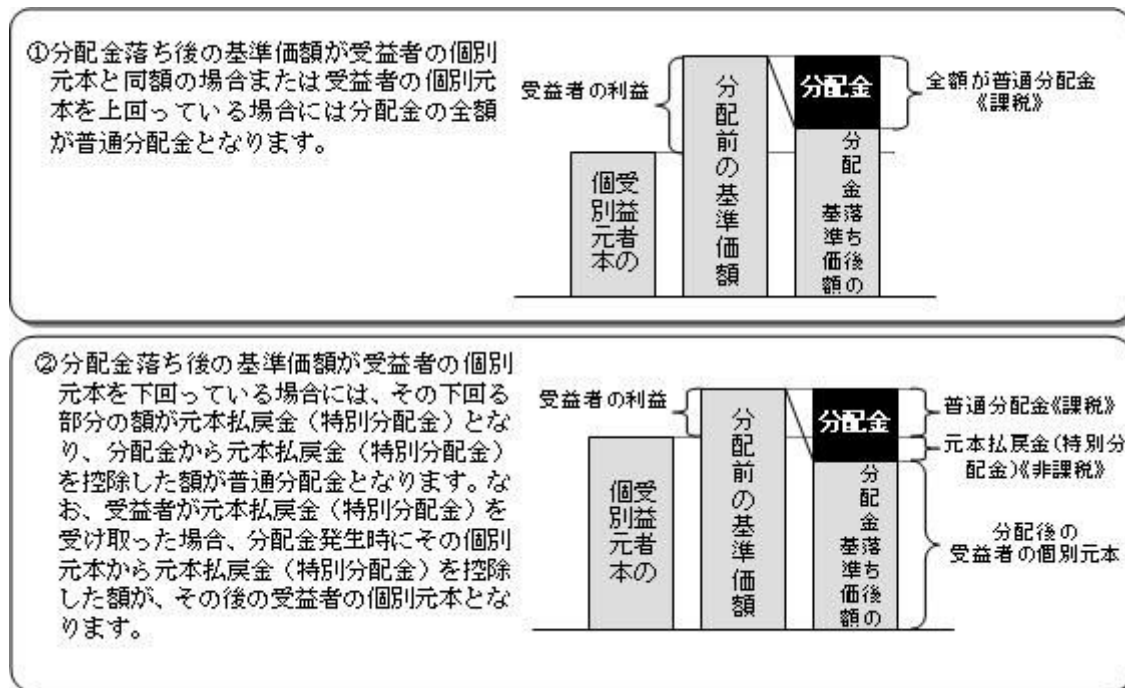 ①分配金落ち後の基準価額が受益者の個別
元本と同額の場合または受益者の個別元
本を上回っている場合には分配金の全額
が普通分配金となります。
受益者の利益
受益者の
個別元本
分配前の基準価額
分配金
分配金落ち後の
基準価額
全額が普通分配金
《課税》
②分配金落ち後の基準価額が受益者の個別
元本を下回っている場合には、その下回る
部分の額が元本払戻金（特別分配金）とな
り、分配金から元本払戻金（特別分配金）
を控除した額が普通分配金となります。な
お、受益者が元本払戻金（特別分配金）を
受け取った場合、分配金発生時にその個別
元本から元本払戻金（特別分配金）を控除
した額が、その後の受益者の個別元本とな
ります。
受益者の利益
受益者の
個別元本
分配前の基準価額
分配金
分配金落ち後の
基準価額
普通分配金《課税》
元本払戻金(特別分
配金)《非課税》
分配後の
受益者の個別元本